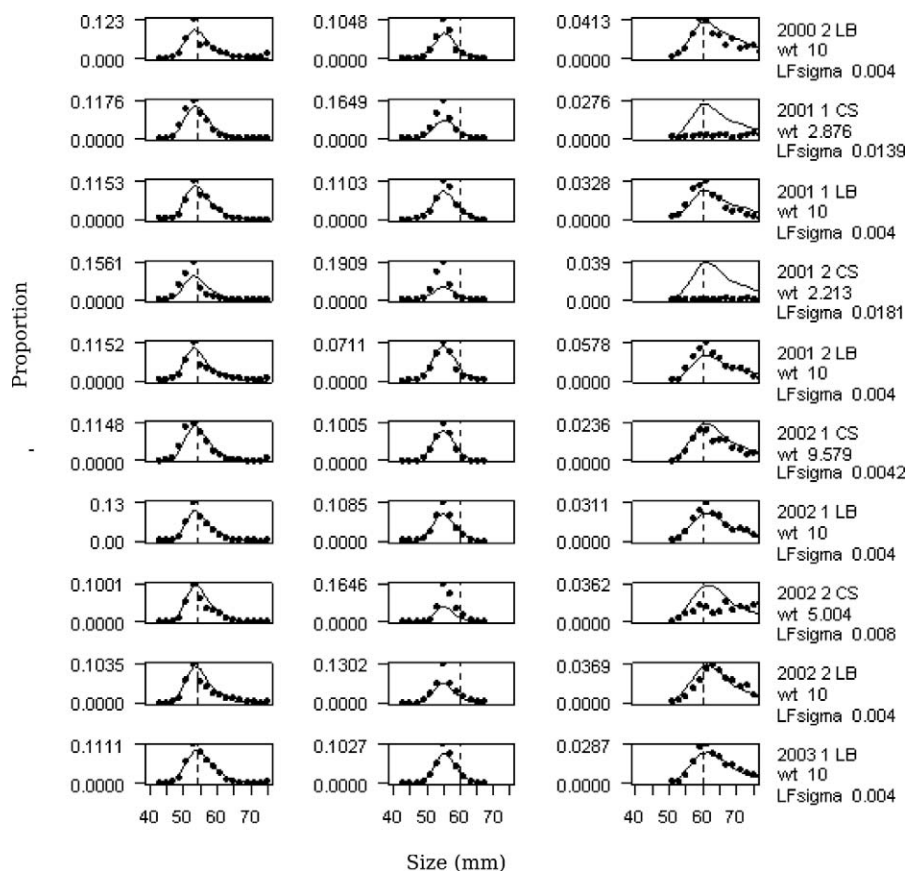 0.123 0.1048 0.0413 2000 2 LB
wt 10
0.000 0.0000 0.0000 LFsigma 0.004
0.1176 0.1649 0.0276 2001 1 CS
wt 2.876
0.0000 0.0000 0.0000 LFsigma 0.0139
0.1153 0.1103 0.0328 2001 1 LB
wt 10
0.0000 0.0000 0.0000 LFsigma 0.004
0.1561 0.1909 0.039 2001 2 CS
wt 2.213
0.0000 0.0000 0.000 LFsigma 0.0181
Proportion
0.1152 0.0711 0.0578 2001 2 LB
wt 10
0.0000 0.0000 0.0000 LFsigma 0.004
0.1148 0.1005 0.0236 2002 1 CS
wt 9.579
0.0000 0.0000 0.0000 LFsigma 0.0042
0.13 0.1085 0.0311 2002 1 LB
wt 10
0.00 0.0000 0.0000 LFsigma 0.004
0.1001 0.1646 0.0362 2002 2 CS
wt 5.004
0.0000 0.0000 0.0000 LFsigma 0.008
0.1035 0.1302 0.0369 2002 2 LB
wt 10
0.0000 0.0000 0.0000 LFsigma 0.004
0.1111 0.1027 0.0287 2003 1 LB
wt 10
0.0000 0.0000 0.0000 LFsigma 0.004
40 50 60 70 40 50 60 70 40 50 60 70
Size (mm)